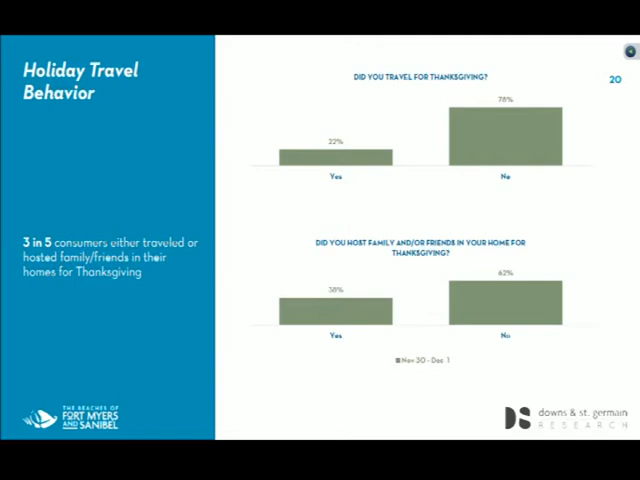 Holiday Travel
Behavior
DID YOU TRAVEL FOR THANKSGIVING?
20
78%
22%
Yes
No
3 in 5 consumers either traveled or
hosted family/friends in their
homes for Thanksgiving
DID YOU HOST FAMILY AND/OR FRIENDS IN YOUR HOME FOR
THANKSGIVING?
62%
38%
Yes
No
Nov 30 - Dec 1
THE BEACHES OF
FORT MYERS
AND SANIBEL
DS
downs & st. germain
RESEARCH